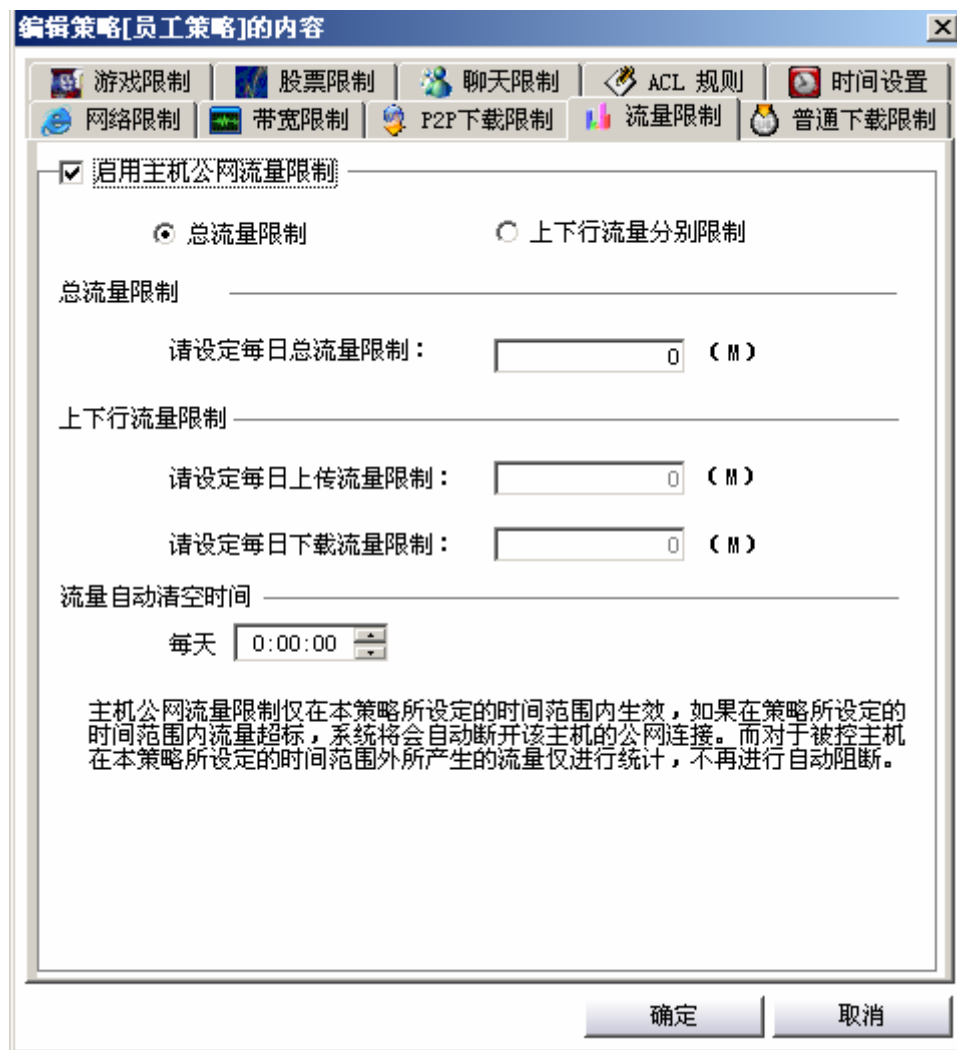 编辑策略[员工策略]的内容
游戏限制 股票限制 聊天限制 ACL 规则 时间设置
网络限制 带宽限制 P2P下载限制 流量限制 普通下载限制
启用主机公网流量限制
总流量限制 上下行流量分别限制
总流量限制
请设定每日总流量限制： 0 (M)
上下行流量限制
请设定每日上传流量限制： 0 (M)
请设定每日下载流量限制： 0 (M)
流量自动清空时间
每天 0:00:00
主机公网流量限制仅在本策略所设定的时间范围内生效，如果在策略所设定的
时间范围内流量超标，系统将会自动断开该主机的公网连接。而对于被控主机
在本策略所设定的时间范围外所产生的流量仅进行统计，不再进行自动阻断。
确定 取消